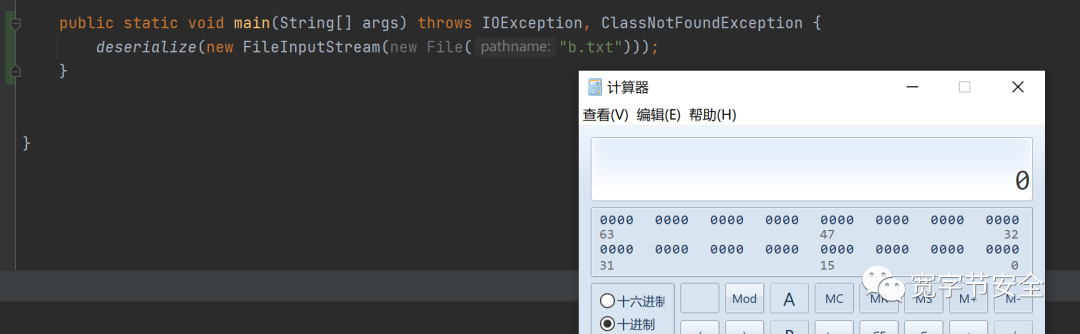 public static void main(String[] args) throws IOException, ClassNotFoundException {
deserialize(new FileInputStream(new File( pathname: "b.txt")));
}
}
计算器
查看(V) 编辑(E) 帮助(H)
0
0000 0000 0000 0000 0000 0000 0000 0000
63 47 32
0000 0000 0000 0000 0000 0000 0000 0000
31 15 0
宽字节安全
十六进制 Mod A MC MR MS M+ M-
十进制